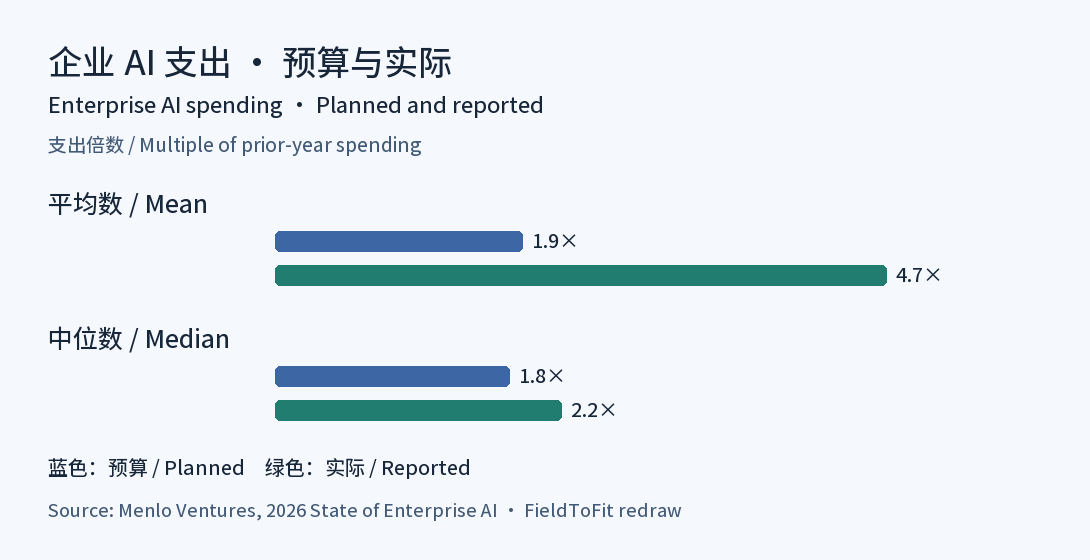 企业 AI 支出 · 预算与实际
Enterprise AI spending · Planned and reported
支出倍数 / Multiple of prior-year spending
平均数 / Mean
1.9×
4.7×
中位数 / Median
1.8×
2.2×
蓝色：预算 / Planned 绿色：实际 / Reported
Source: Menlo Ventures, 2026 State of Enterprise AI · FieldToFit redraw